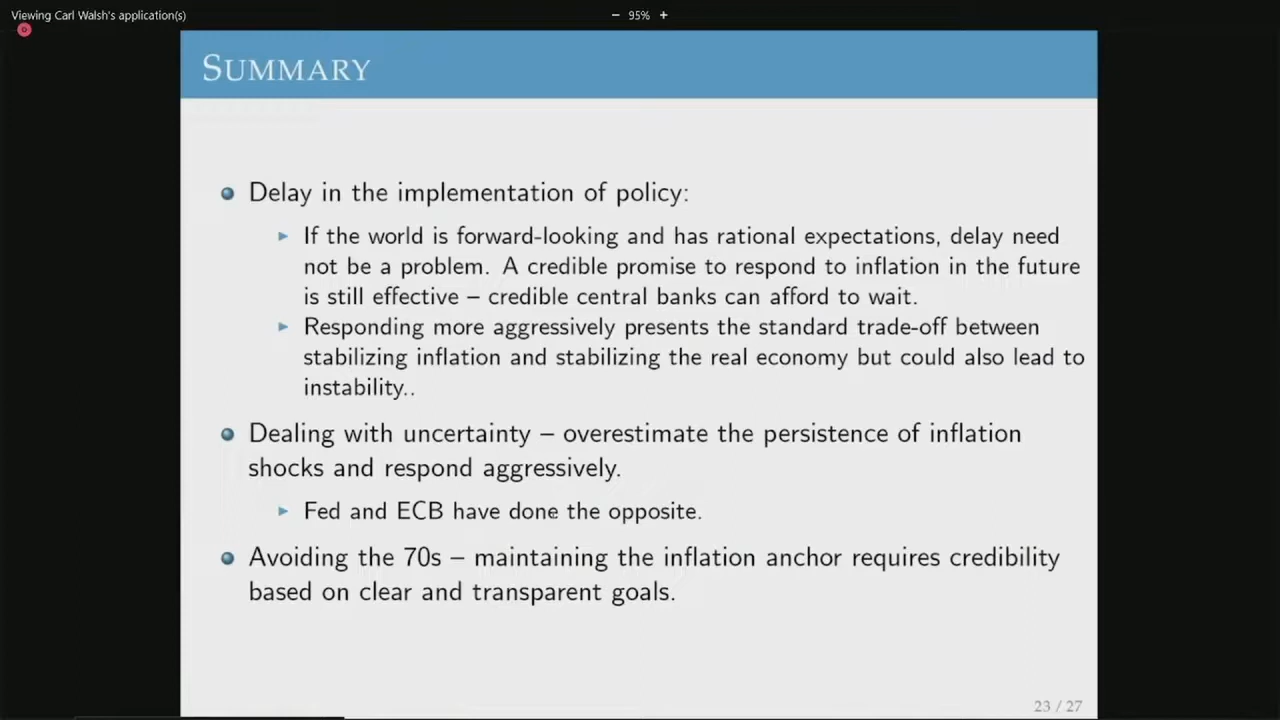 Viewing Carl Walsh's application(s)
− 95% +
SUMMARY
Delay in the implementation of policy:
If the world is forward-looking and has rational expectations, delay need
not be a problem. A credible promise to respond to inflation in the future
is still effective – credible central banks can afford to wait.
Responding more aggressively presents the standard trade-off between
stabilizing inflation and stabilizing the real economy but could also lead to
instability..
Dealing with uncertainty – overestimate the persistence of inflation
shocks and respond aggressively.
Fed and ECB have done the opposite.
Avoiding the 70s – maintaining the inflation anchor requires credibility
based on clear and transparent goals.
23 / 27